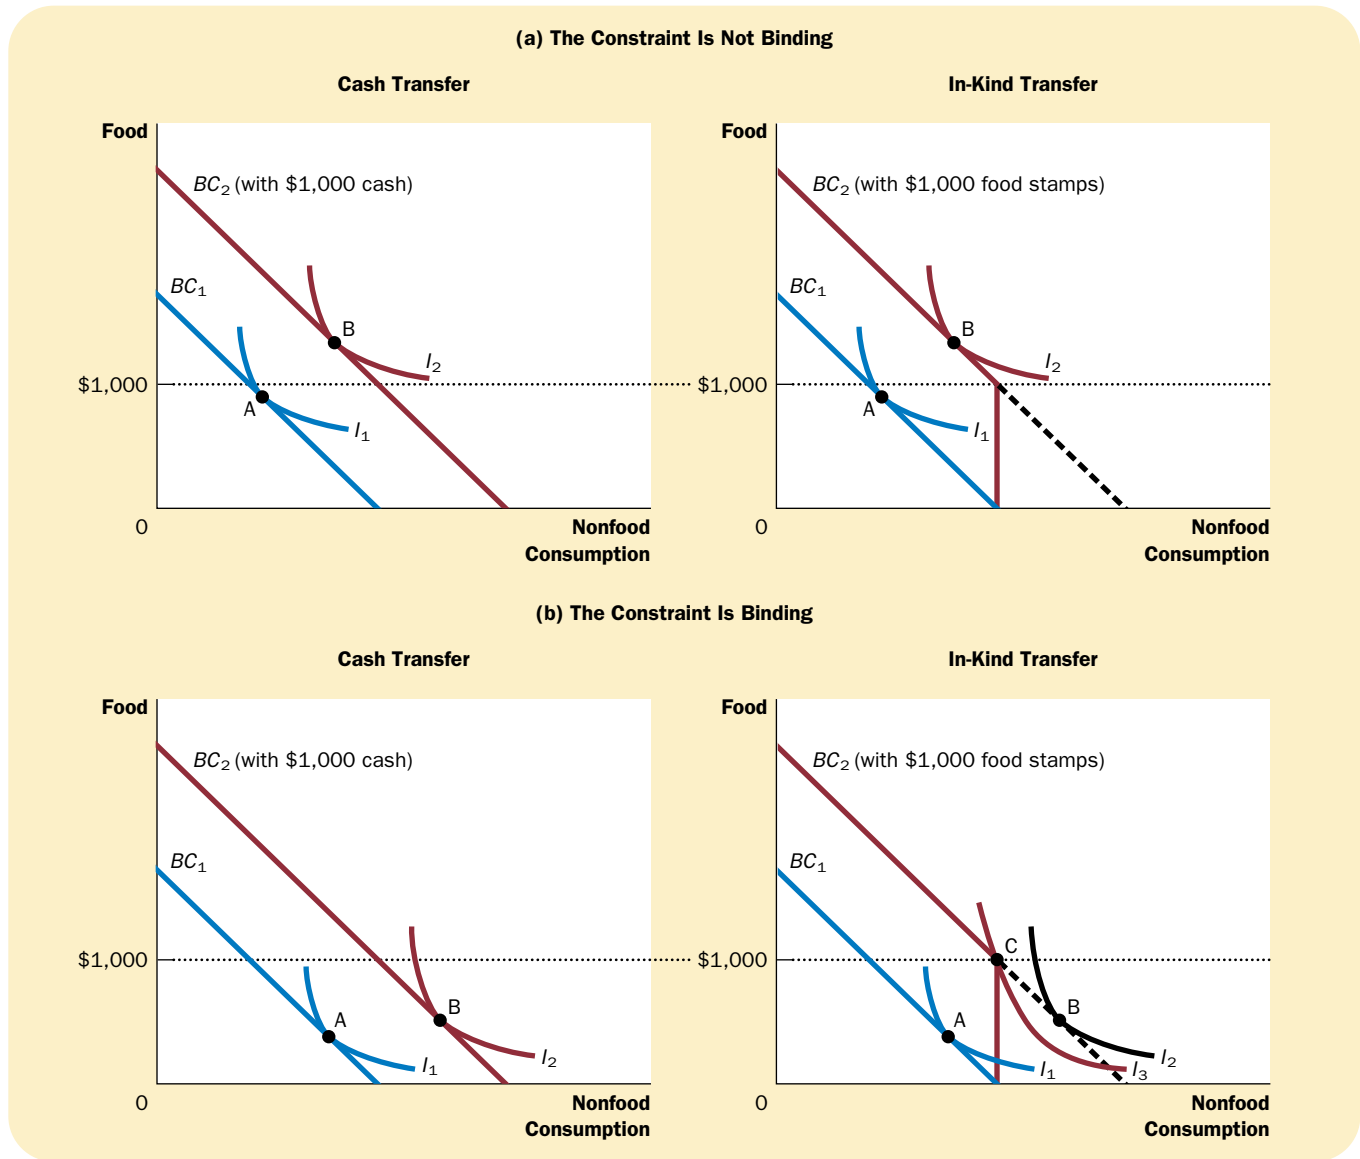 (a) The Constraint Is Not Binding
Cash Transfer
In-Kind Transfer
Food
BC₂ (with $1,000 cash)
BC₁
B
I₂
$1,000
A
I₁
0
Nonfood
Consumption
Food
BC₂ (with $1,000 food stamps)
BC₁
B
I₂
$1,000
A
I₁
0
Nonfood
Consumption
(b) The Constraint Is Binding
Cash Transfer
In-Kind Transfer
Food
BC₂ (with $1,000 cash)
BC₁
$1,000
B
A
I₂
I₁
0
Nonfood
Consumption
Food
BC₂ (with $1,000 food stamps)
BC₁
C
$1,000
B
A
I₂
I₁
I₃
0
Nonfood
Consumption